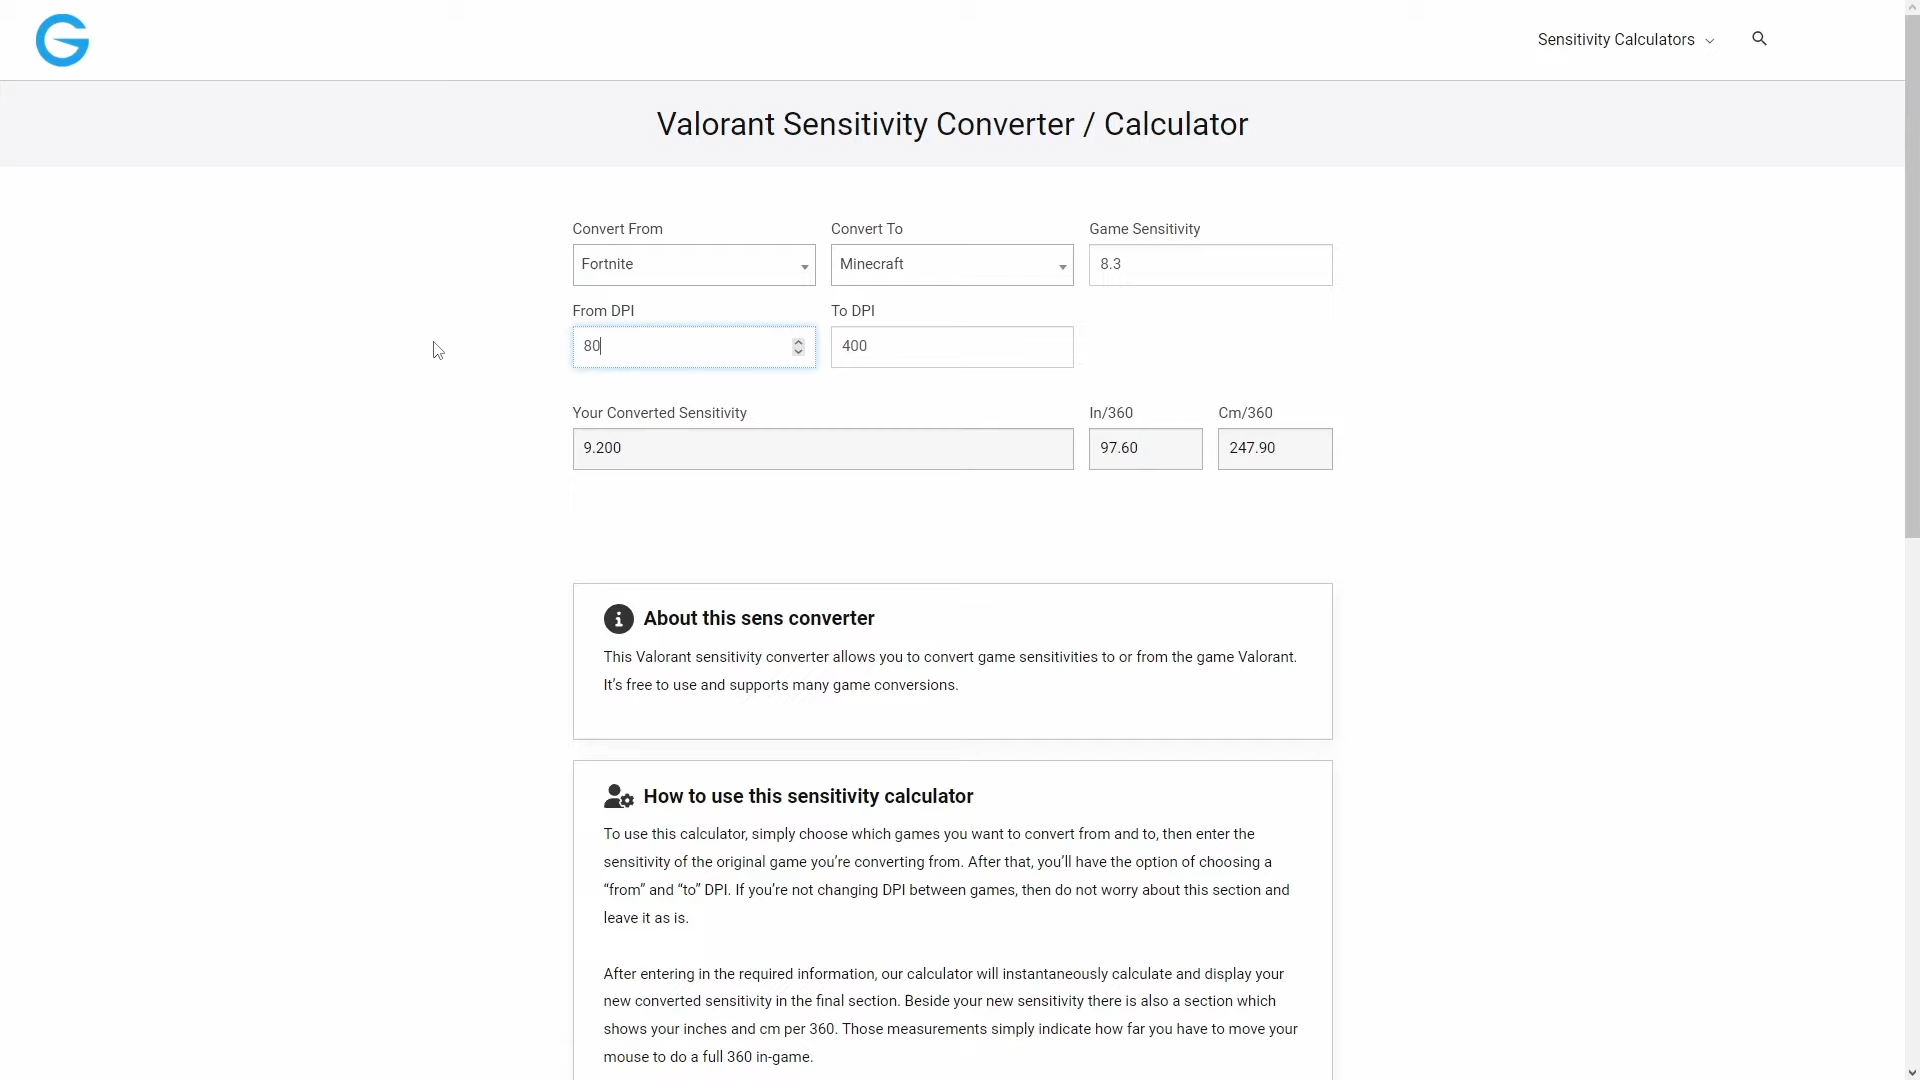 Sensitivity Calculators
Valorant Sensitivity Converter / Calculator
Convert From
Convert To
Game Sensitivity
Fortnite
Minecraft
8.3
From DPI
To DPI
80
400
Your Converted Sensitivity
In/360
Cm/360
9.200
97.60
247.90
About this sens converter
This Valorant sensitivity converter allows you to convert game sensitivities to or from the game Valorant.
It’s free to use and supports many game conversions.
How to use this sensitivity calculator
To use this calculator, simply choose which games you want to convert from and to, then enter the
sensitivity of the original game you’re converting from. After that, you’ll have the option of choosing a
“from” and “to” DPI. If you’re not changing DPI between games, then do not worry about this section and
leave it as is.
After entering in the required information, our calculator will instantaneously calculate and display your
new converted sensitivity in the final section. Beside your new sensitivity there is also a section which
shows your inches and cm per 360. Those measurements simply indicate how far you have to move your
mouse to do a full 360 in-game.